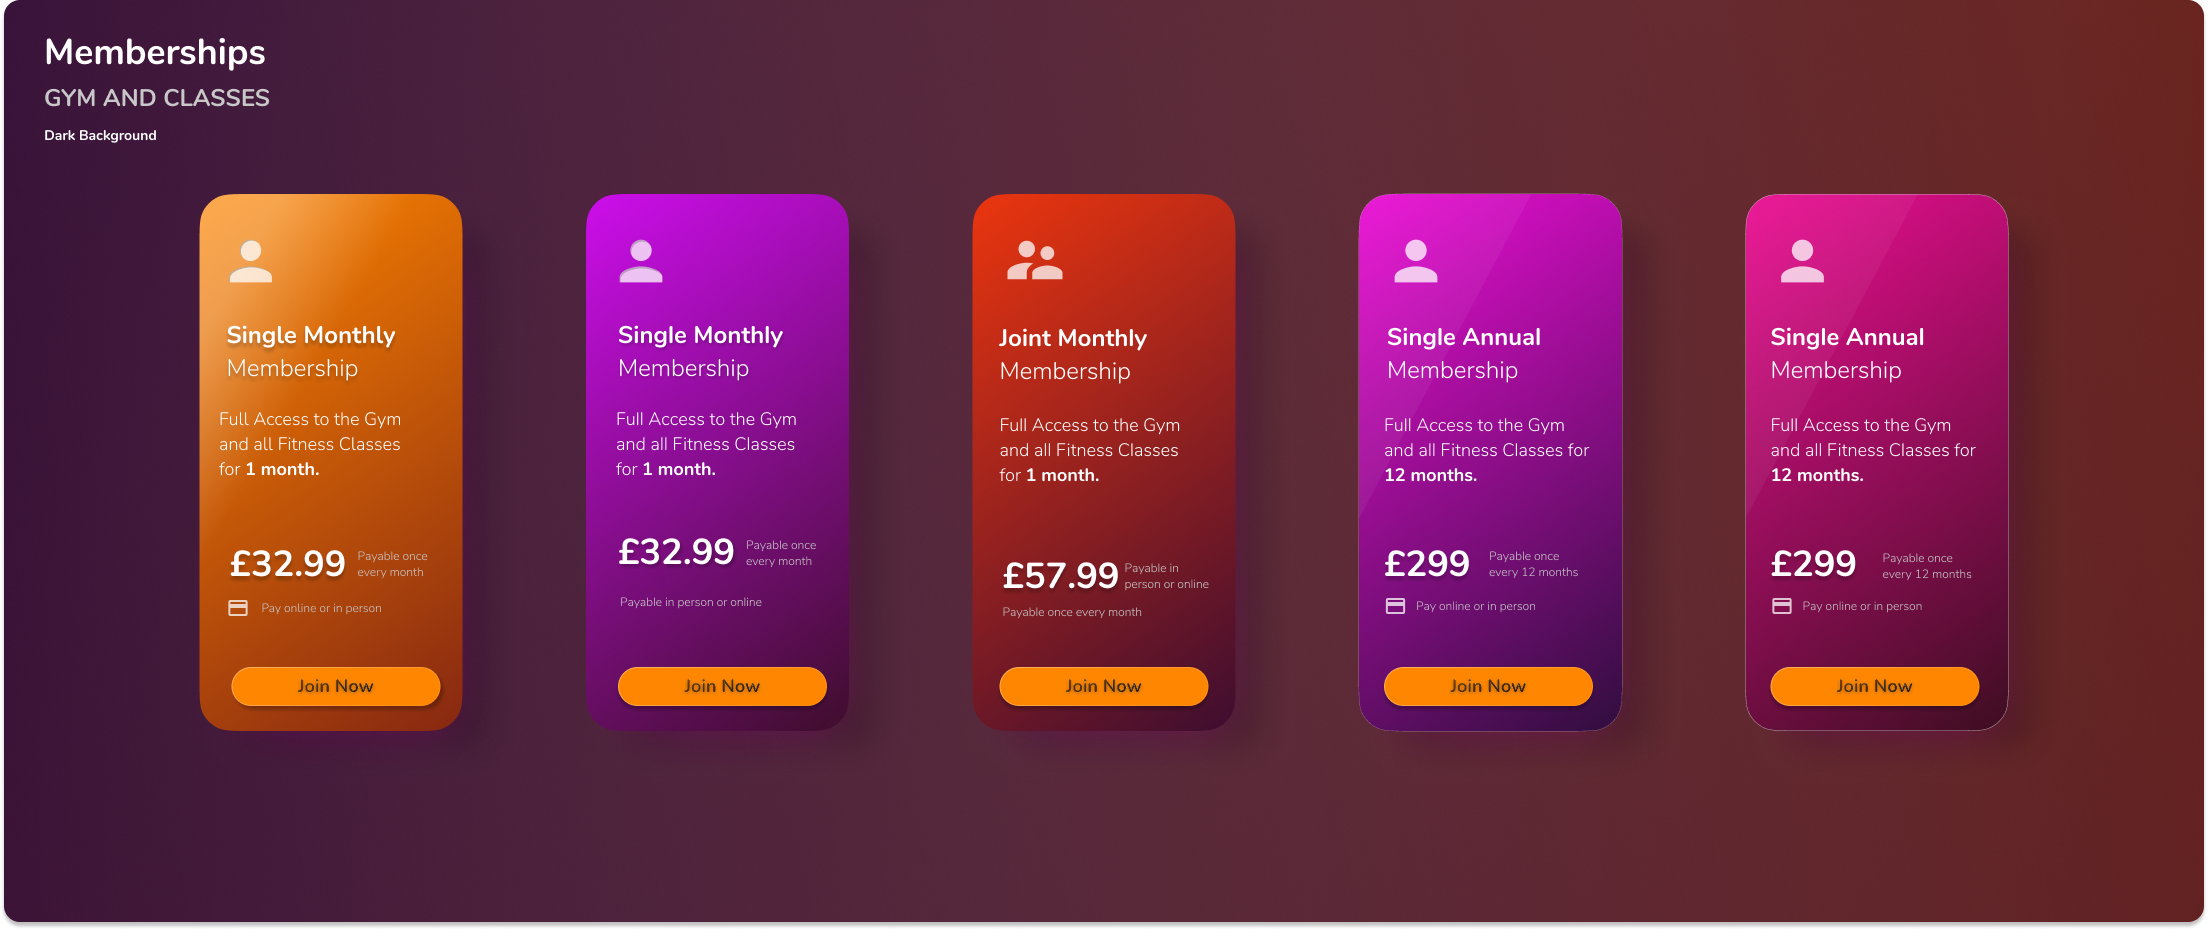 Memberships
GYM AND CLASSES
Dark Background
Single Monthly
Membership
Full Access to the Gym
and all Fitness Classes
for 1 month.
£32.99
Payable once
every month
Pay online or in person
Join Now
Single Monthly
Membership
Full Access to the Gym
and all Fitness Classes
for 1 month.
£32.99
Payable once
every month
Payable in person or online
Join Now
Joint Monthly
Membership
Full Access to the Gym
and all Fitness Classes
for 1 month.
£57.99
Payable in
person or online
Payable once every month
Join Now
Single Annual
Membership
Full Access to the Gym
and all Fitness Classes for
12 months.
£299
Payable once
every 12 months
Pay online or in person
Join Now
Single Annual
Membership
Full Access to the Gym
and all Fitness Classes for
12 months.
£299
Payable once
every 12 months
Pay online or in person
Join Now